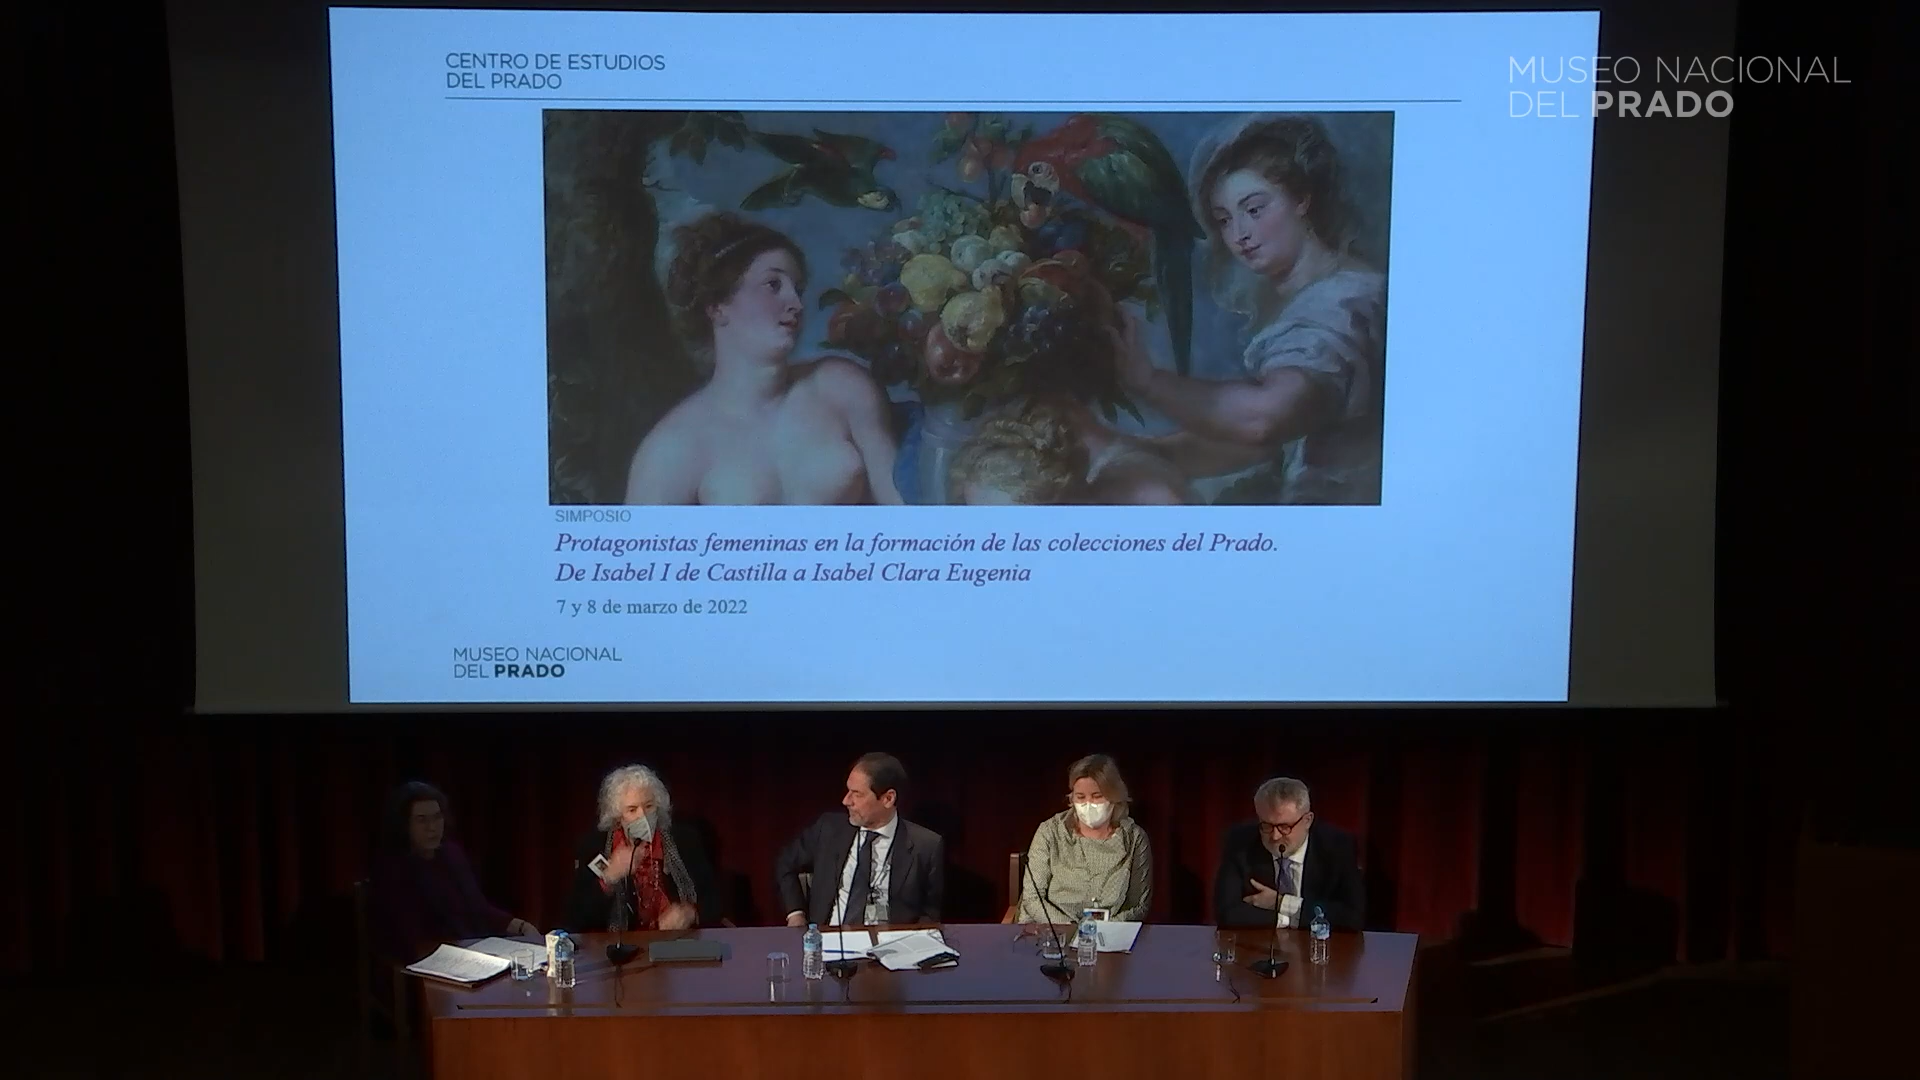 CENTRO DE ESTUDIOS
DEL PRADO
MUSEO NACIONAL
DEL PRADO
SIMPOSIO
Protagonistas femeninas en la formación de las colecciones del Prado.
De Isabel I de Castilla a Isabel Clara Eugenia
7 y 8 de marzo de 2022
MUSEO NACIONAL
DEL PRADO